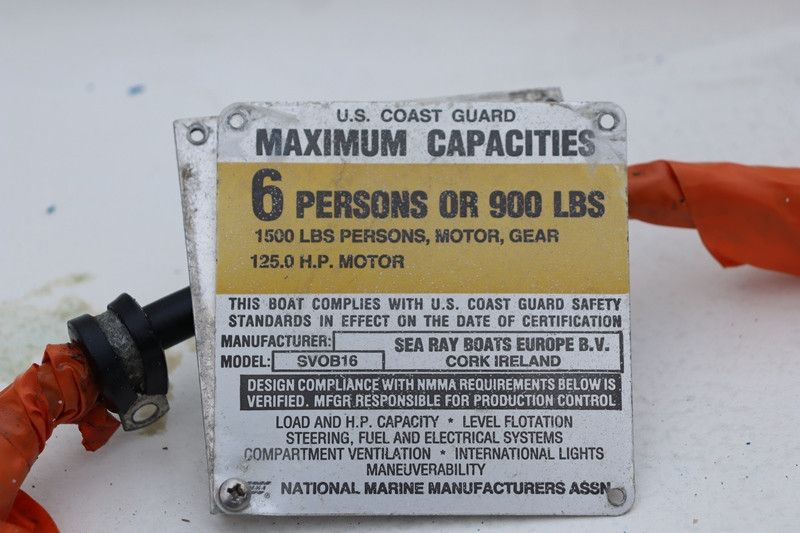 U.S. COAST GUARD
MAXIMUM CAPACITIES
6 PERSONS OR 900 LBS
1500 LBS PERSONS, MOTOR, GEAR
125.0 H.P. MOTOR
THIS BOAT COMPLIES WITH U.S. COAST GUARD SAFETY
STANDARDS IN EFFECT ON THE DATE OF CERTIFICATION
MANUFACTURER: SEA RAY BOATS EUROPE B.V.
MODEL: SVOB16 CORK IRELAND
DESIGN COMPLIANCE WITH NMMA REQUIREMENTS BELOW IS
VERIFIED. MFGR RESPONSIBLE FOR PRODUCTION CONTROL
LOAD AND H.P. CAPACITY * LEVEL FLOTATION
STEERING, FUEL AND ELECTRICAL SYSTEMS
COMPARTMENT VENTILATION * INTERNATIONAL LIGHTS
MANEUVERABILITY
NATIONAL MARINE MANUFACTURERS ASSN